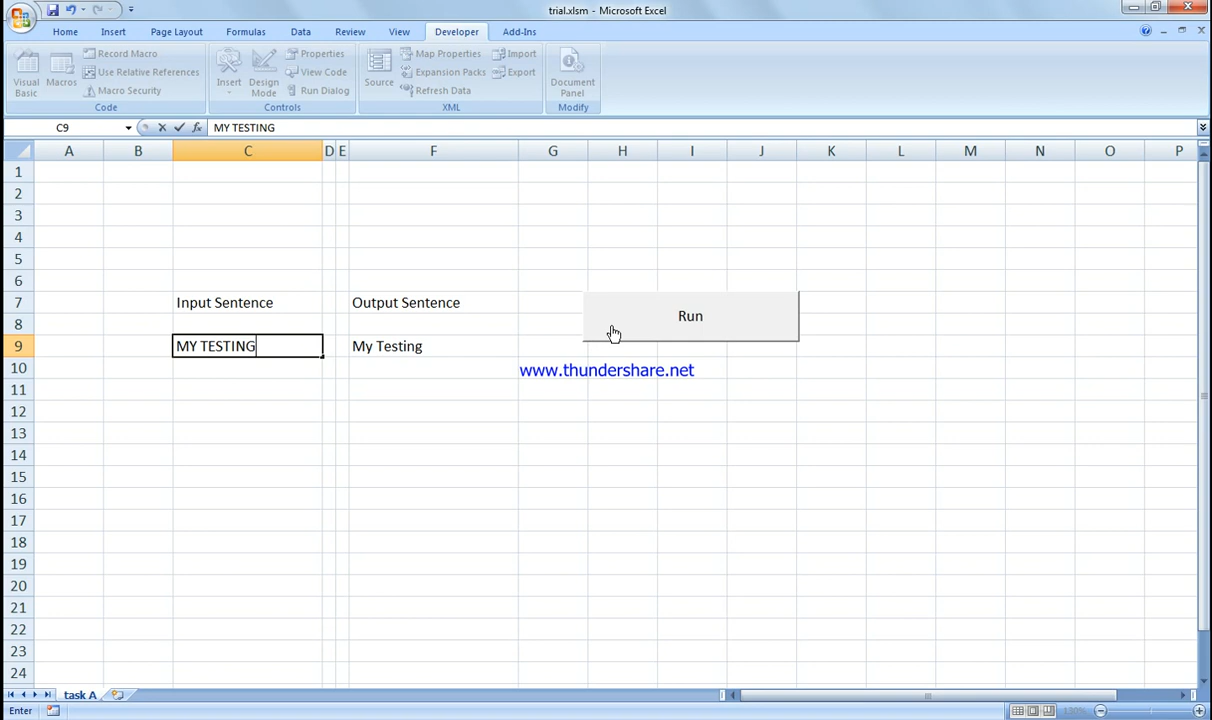 trial.xlsm - Microsoft Excel
Home Insert Page Layout Formulas Data Review View Developer Add-Ins
Visual Basic
Macros
Record Macro
Use Relative References
Macro Security
Code
Insert
Design Mode
Properties
View Code
Run Dialog
Controls
Source
Map Properties
Expansion Packs
Refresh Data
Import
Export
XML
Document Panel
Modify
C9 fx MY TESTING
A B C D E F G H I J K L M N O P
1
2
3
4
5
6
7 Input Sentence Output Sentence Run
8
9 MY TESTING My Testing
10 www.thundershare.net
11
12
13
14
15
16
17
18
19
20
21
22
23
24
task A
Enter 130%